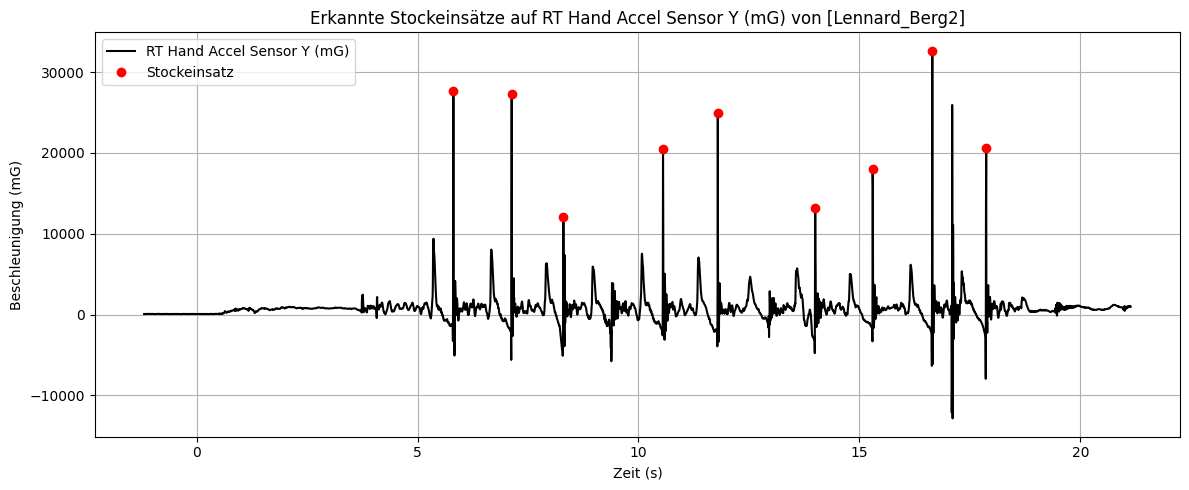 Erkannte Stockeinsätze auf RT Hand Accel Sensor Y (mG) von [Lennard_Berg2]
RT Hand Accel Sensor Y (mG)
Stockeinsatz
Beschleunigung (mG)
30000
20000
10000
0
−10000
0
5
10
15
20
Zeit (s)